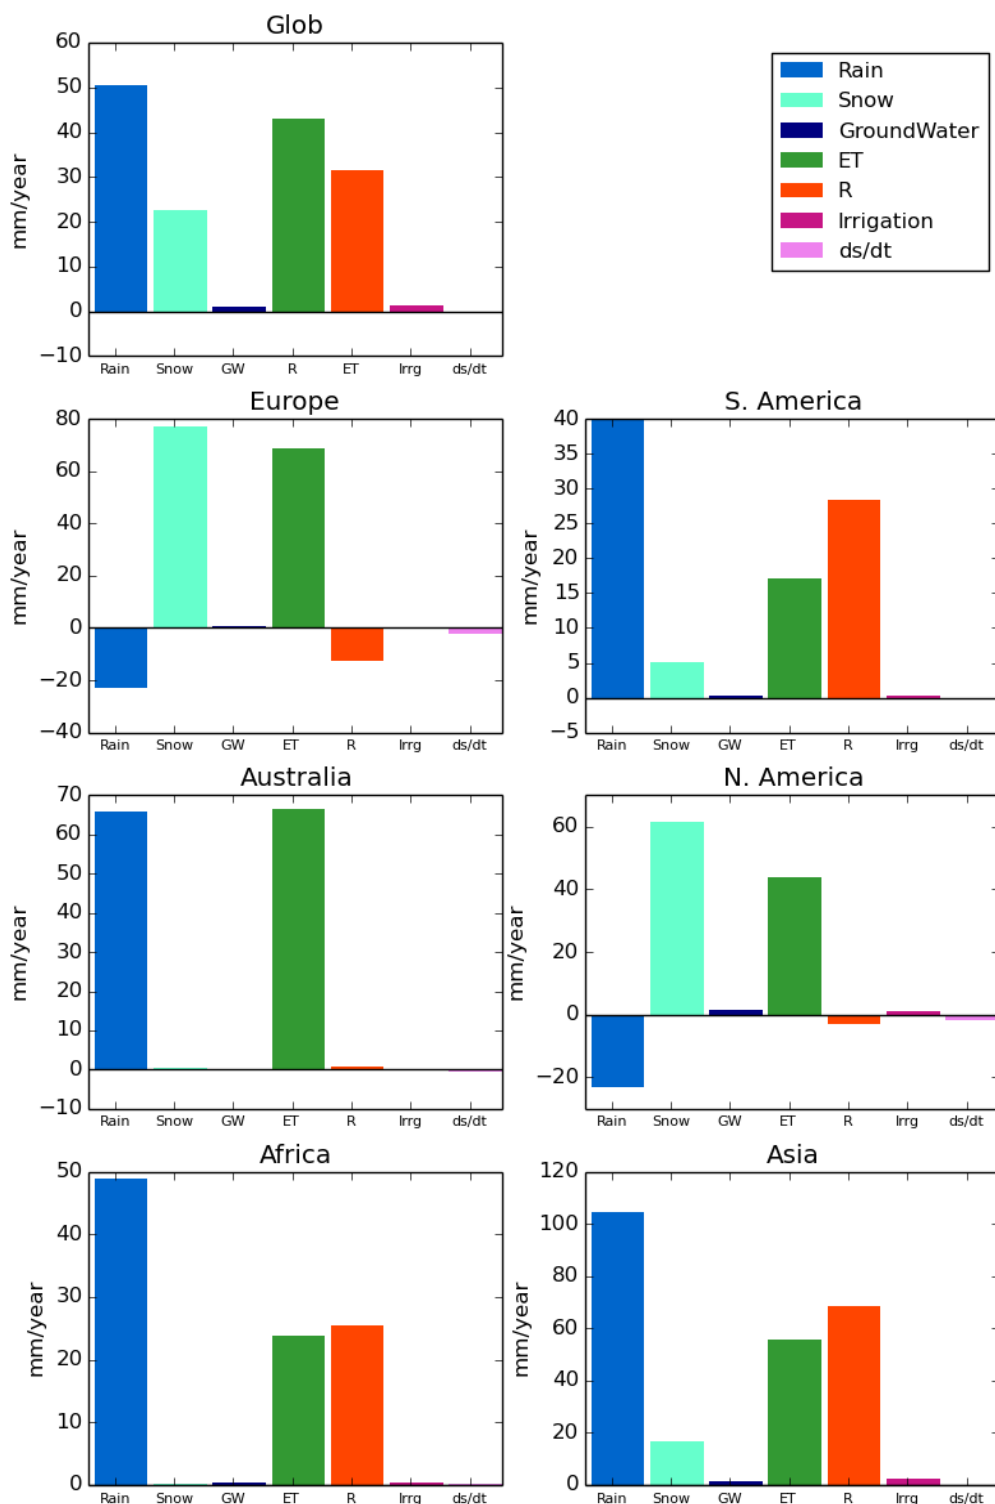 Glob
60
50
40
30
20
10
0
−10
mm/year
Rain Snow GW R ET Irrg ds/dt
Rain
Snow
GroundWater
ET
R
Irrigation
ds/dt
Europe
80
60
40
20
0
−20
−40
mm/year
Rain Snow GW ET R Irrg ds/dt
S. America
40
35
30
25
20
15
10
5
0
−5
mm/year
Rain Snow GW ET R Irrg ds/dt
Australia
70
60
50
40
30
20
10
0
−10
mm/year
Rain Snow GW ET R Irrg ds/dt
N. America
60
40
20
0
−20
mm/year
Rain Snow GW ET R Irrg ds/dt
Africa
50
40
30
20
10
0
mm/year
Rain Snow GW ET R Irrg ds/dt
Asia
120
100
80
60
40
20
0
mm/year
Rain Snow GW ET R Irrg ds/dt